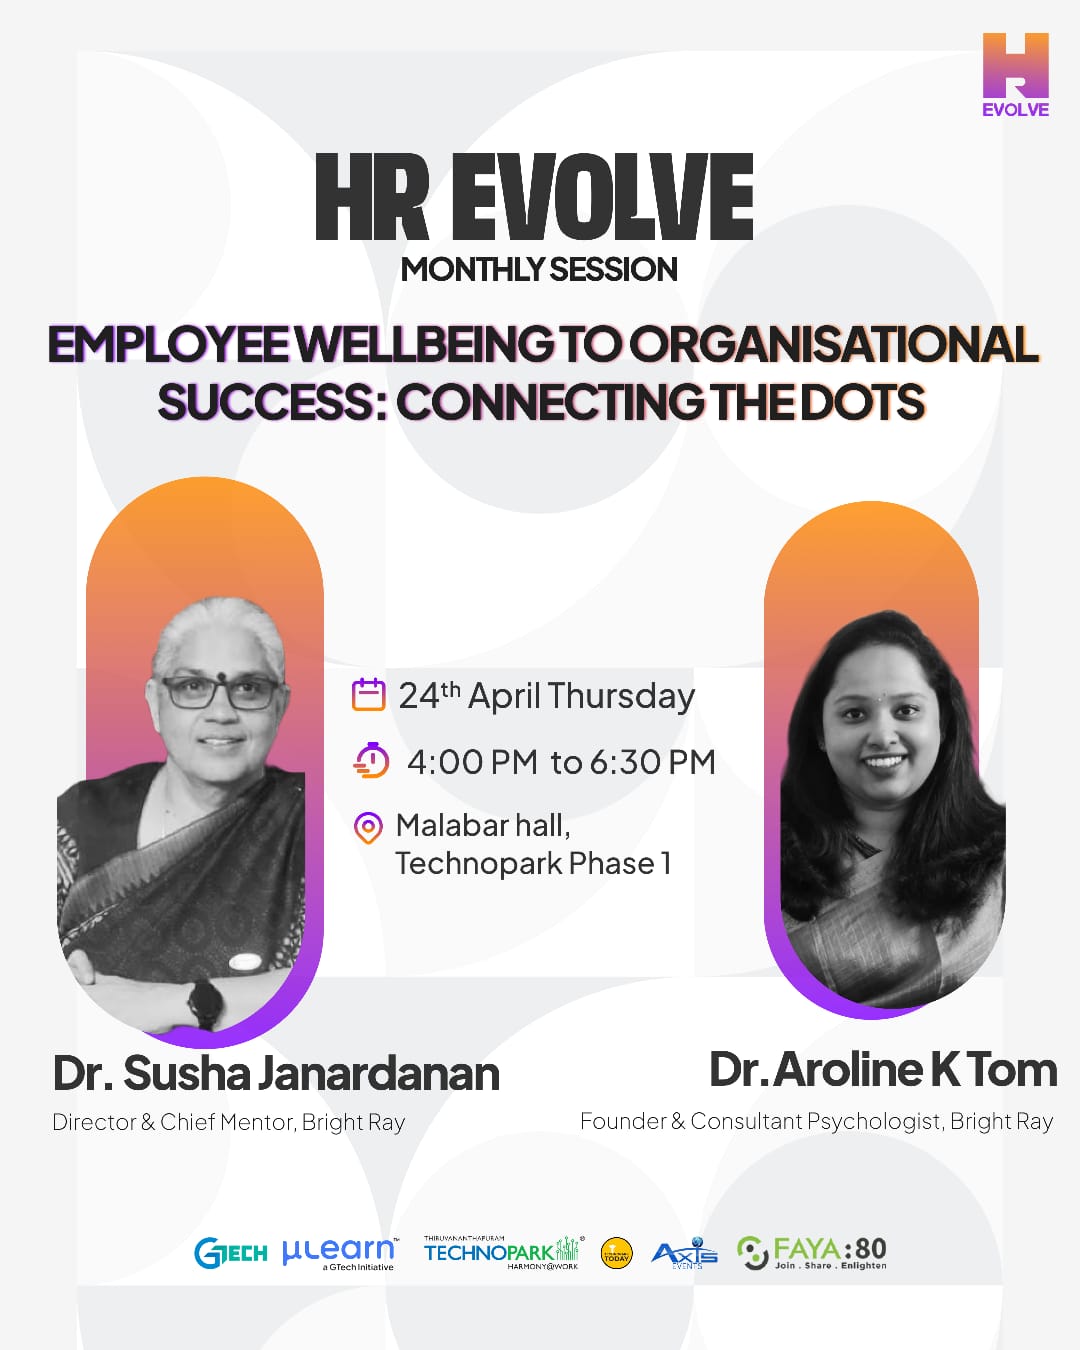 HR
EVOLVE
HR EVOLVE
MONTHLY SESSION
EMPLOYEE WELLBEING TO ORGANISATIONAL
SUCCESS: CONNECTING THE DOTS
24th April Thursday
4:00 PM to 6:30 PM
Malabar hall,
Technopark Phase 1
Dr. Susha Janardanan
Director & Chief Mentor, Bright Ray
Dr.Aroline K Tom
Founder & Consultant Psychologist, Bright Ray
GTECH
µLearn™
a GTech Initiative
THIRUVANANTHAPURAM
TECHNOPARK®
HARMONY@WORK
TODAY
AXIS
EVENTS
FAYA:80
Join . Share . Enlighten